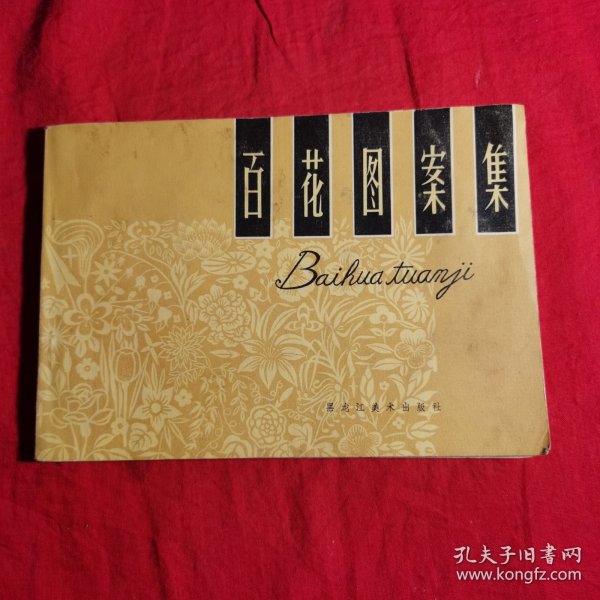 百花图案集
Baihua tuanji
黑龙江美术出版社
孔夫子旧书网
www.kongfz.com